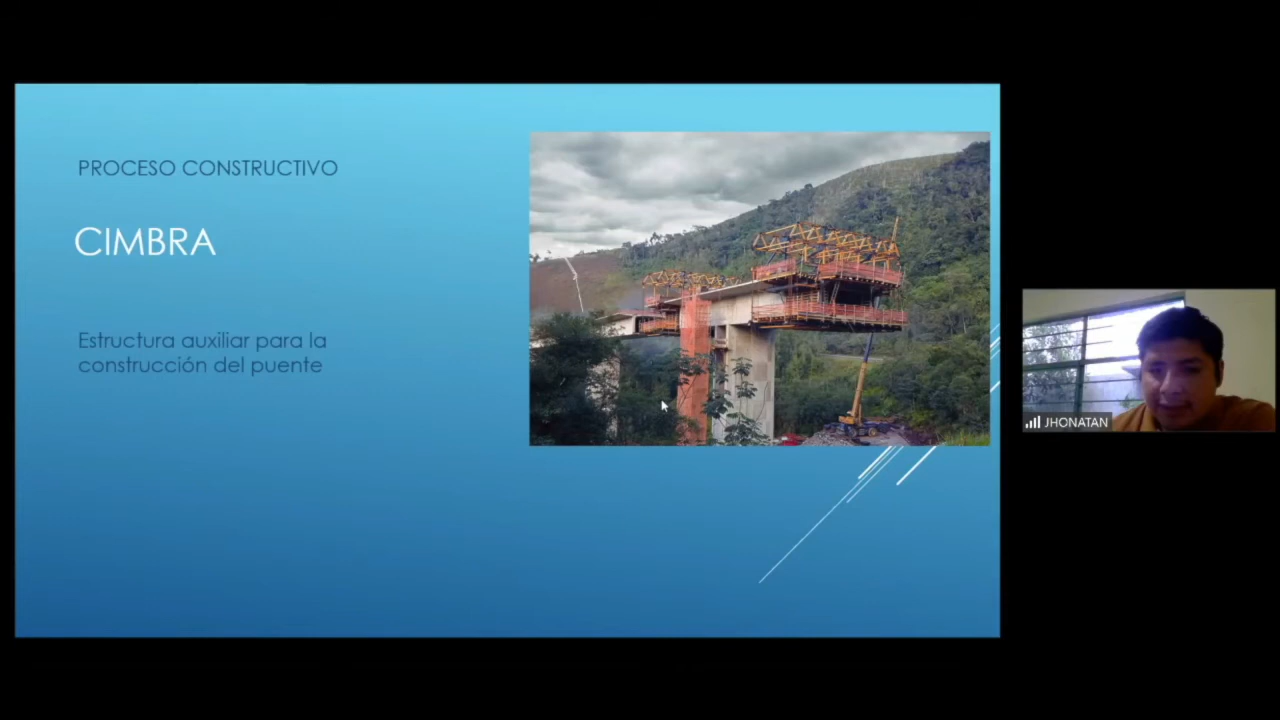 PROCESO CONSTRUCTIVO
CIMBRA
Estructura auxiliar para la
construcción del puente
JHONATAN